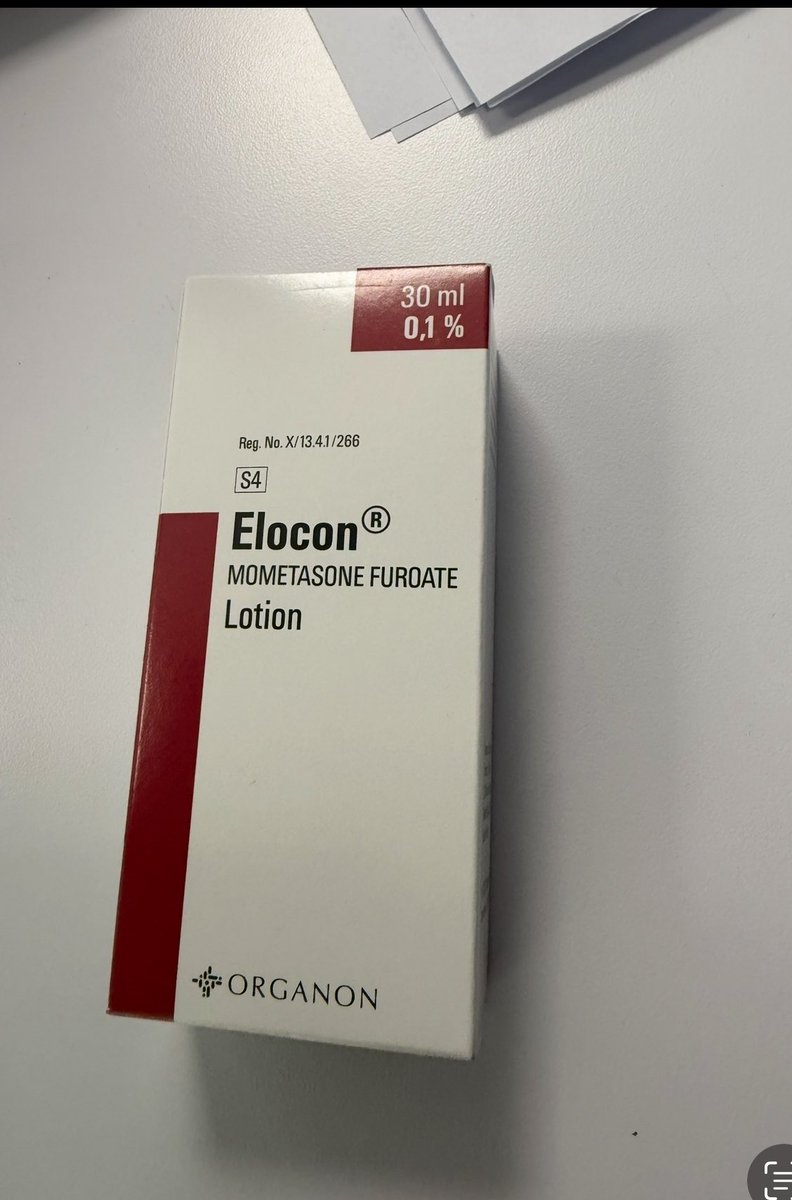 30 ml
0,1 %
Reg. No. X/13.4.1/266
S4
Elocon®
MOMETASONE FUROATE
Lotion
ORGANON